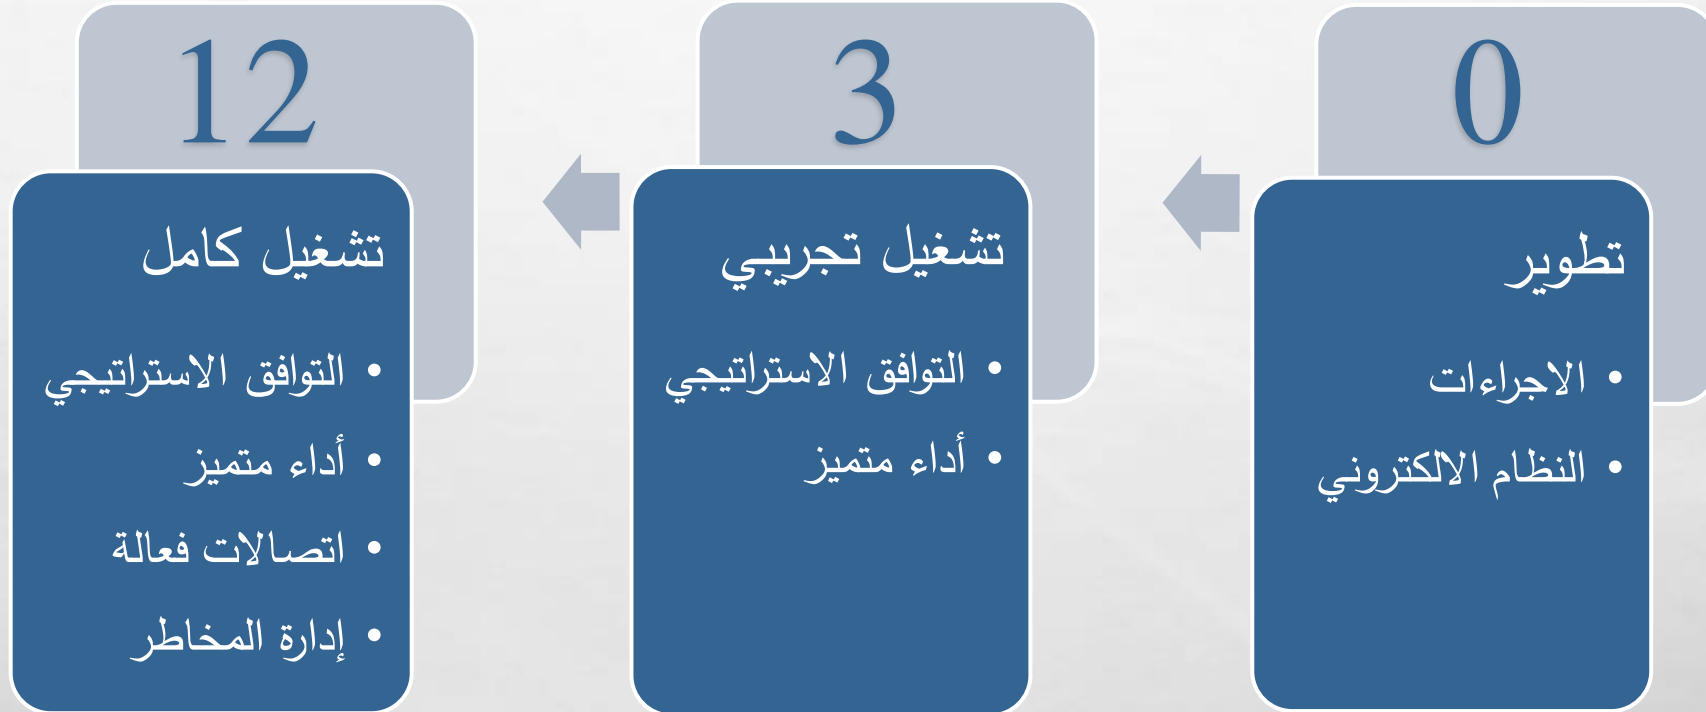 0
تطوير
• الاجراءات
• النظام الالكتروني
3
تشغيل تجريبي
• التوافق الاستراتيجي
• أداء متميز
12
تشغيل كامل
• التوافق الاستراتيجي
• أداء متميز
• اتصالات فعالة
• إدارة المخاطر